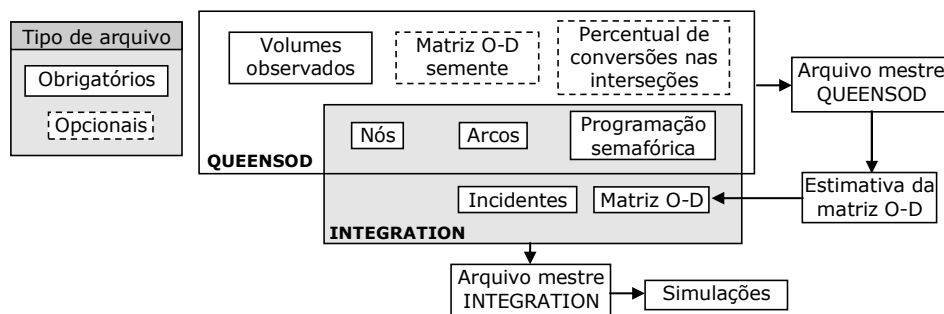 Tipo de arquivo
Obrigatórios
Opcionais
Volumes
observados
Matriz O-D
semente
Percentual de
conversões nas
interseções
Nós
Arcos
Programação
semafórica
QUEENSOD
Incidentes
Matriz O-D
INTEGRATION
Arquivo mestre
QUEENSOD
Estimativa da
matriz O-D
Arquivo mestre
INTEGRATION
Simulações